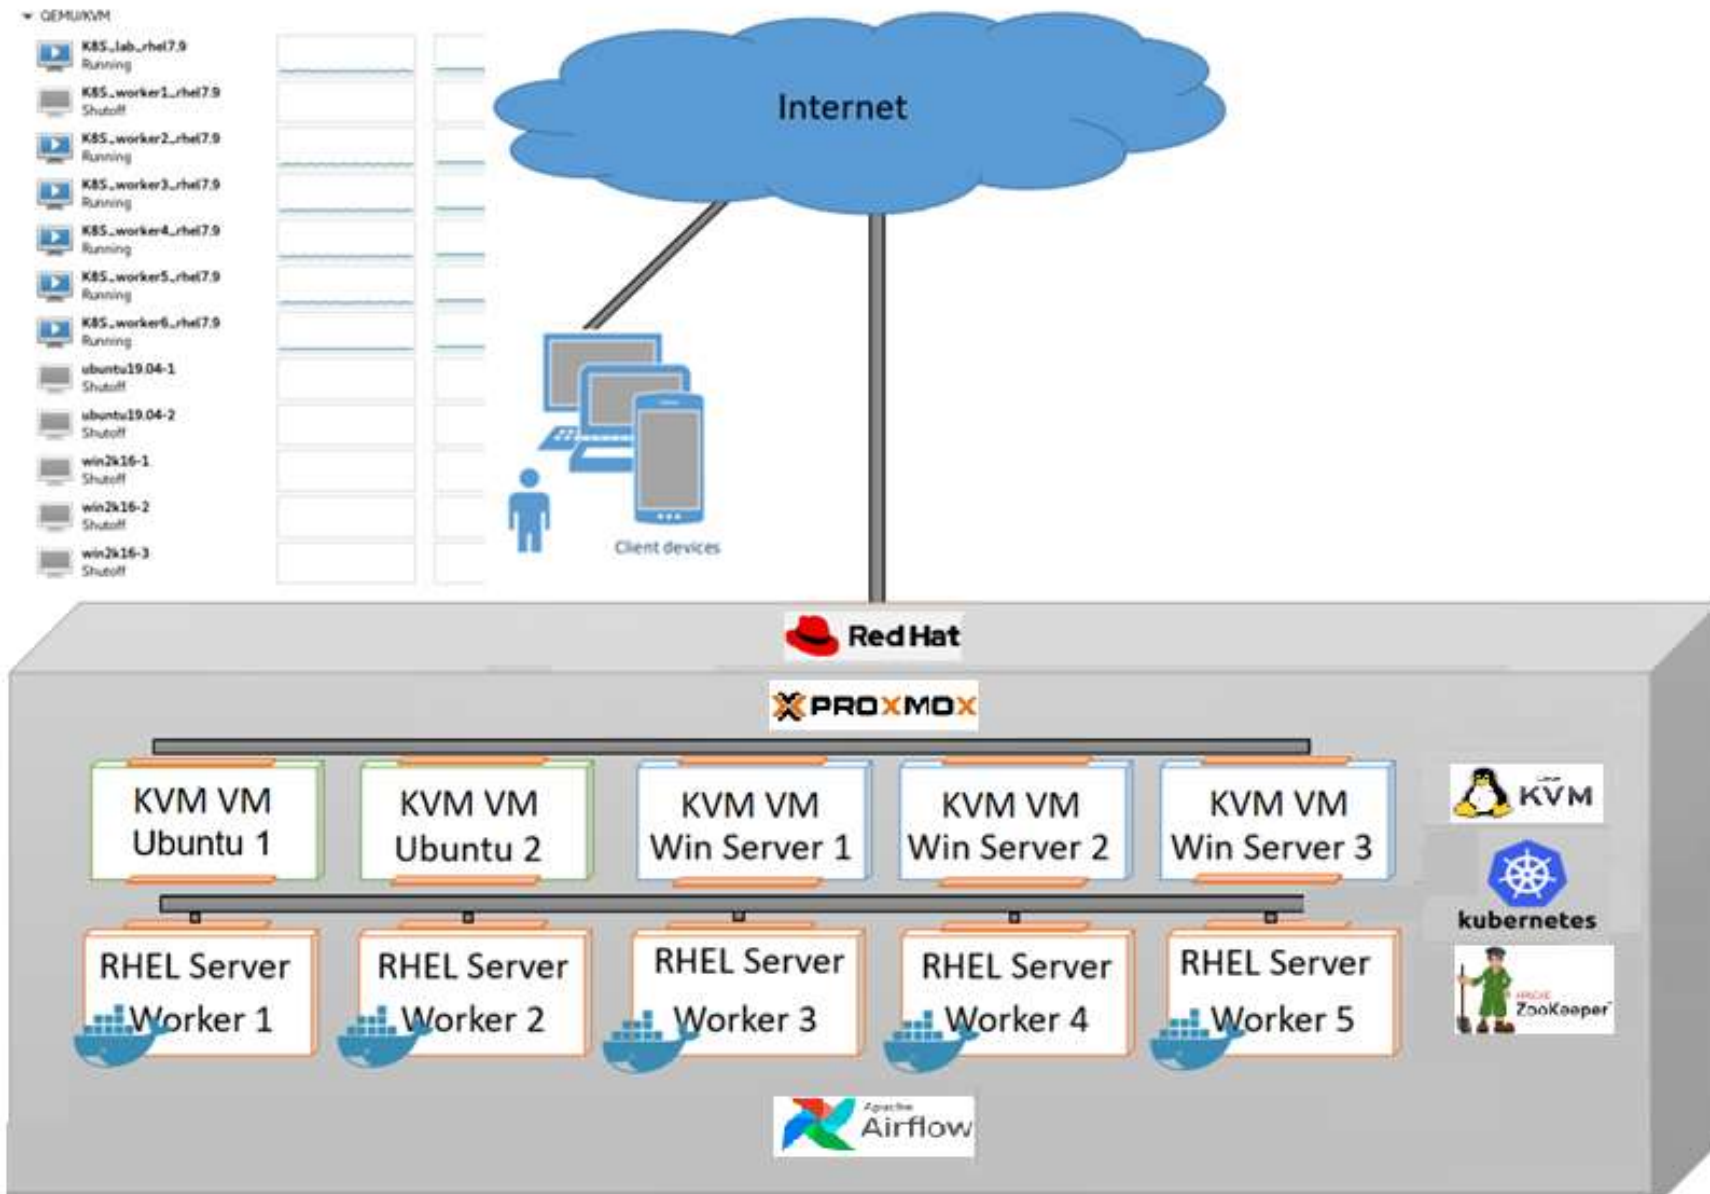 QEMU/KVM
K8S_lab_rhel7.9
Running
K8S_worker1_rhel7.9
Shutoff
K8S_worker2_rhel7.9
Running
K8S_worker3_rhel7.9
Running
K8S_worker4_rhel7.9
Running
K8S_worker5_rhel7.9
Running
K8S_worker6_rhel7.9
Running
ubuntu19.04-1
Shutoff
ubuntu19.04-2
Shutoff
win2k16-1
Shutoff
win2k16-2
Shutoff
win2k16-3
Shutoff
Internet
Client devices
Red Hat
PROXMOX
KVM VM
Ubuntu 1
KVM VM
Ubuntu 2
KVM VM
Win Server 1
KVM VM
Win Server 2
KVM VM
Win Server 3
KVM
kubernetes
APACHE
ZooKeeper
RHEL Server
Worker 1
RHEL Server
Worker 2
RHEL Server
Worker 3
RHEL Server
Worker 4
RHEL Server
Worker 5
Apache
Airflow